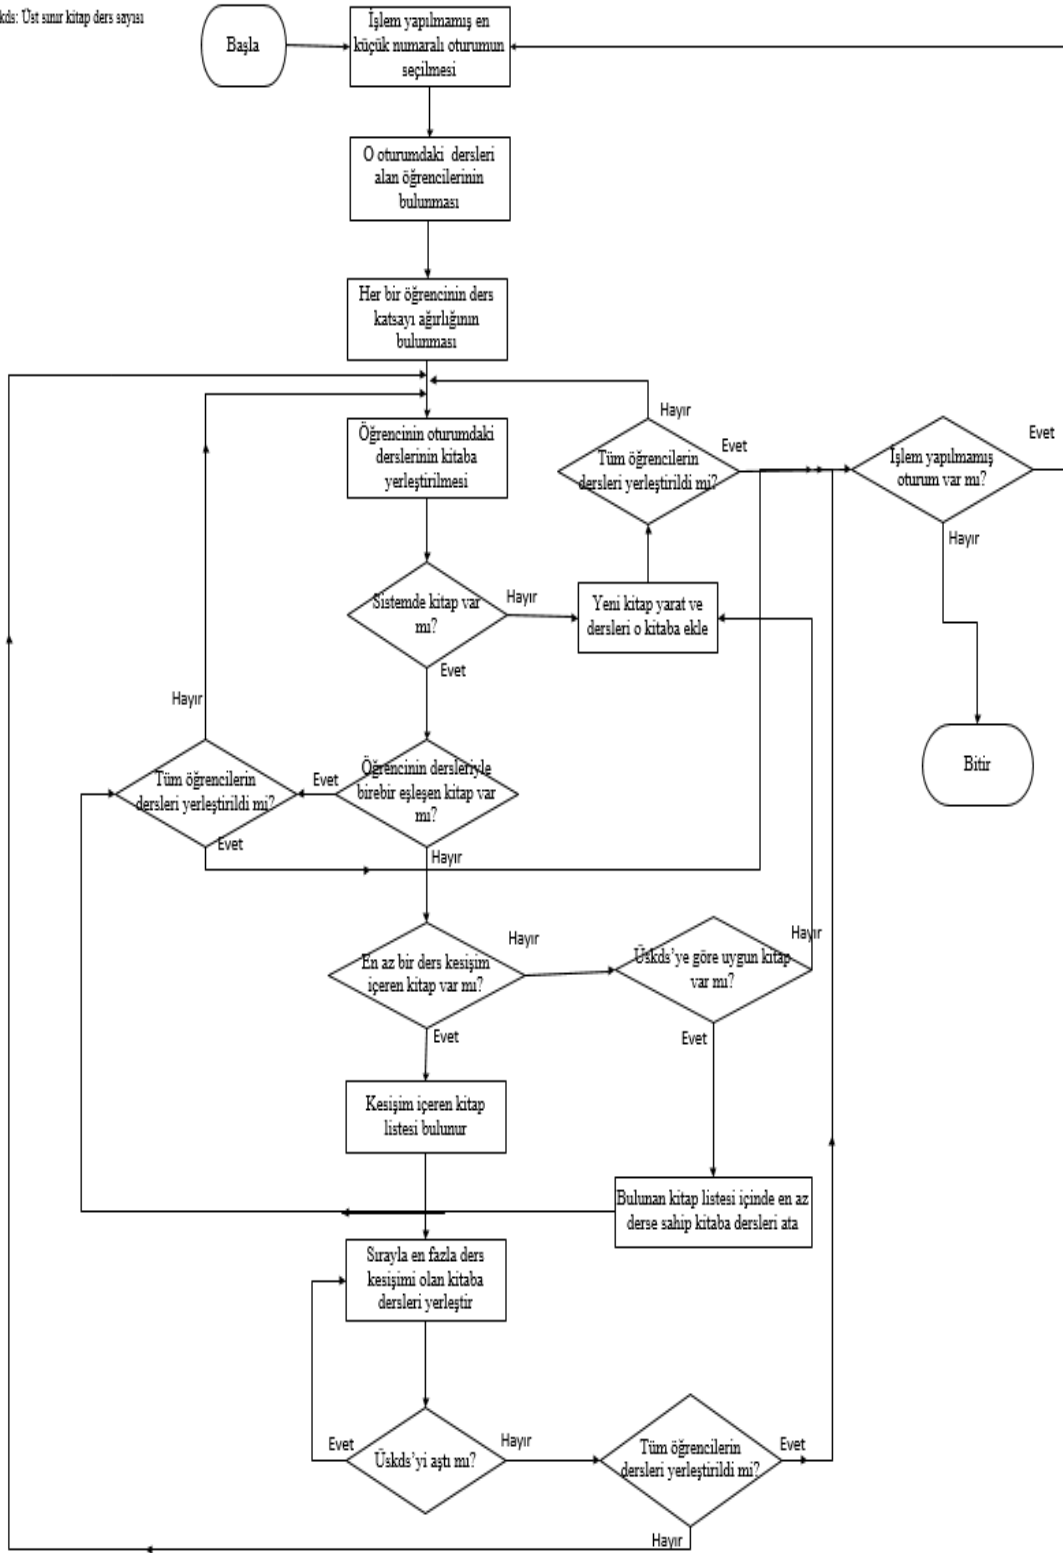 kds: Üst sınır kitap ders sayısı
Başla
İşlem yapılmamış en
küçük numaralı oturumun
seçilmesi
O oturumdaki dersleri
alan öğrencilerinin
bulunması
Her bir öğrencinin ders
katsayı ağırlığının
bulunması
Öğrencinin oturumdaki
derslerinin kitaba
yerleştirilmesi
Hayır
Tüm öğrencilerin
dersleri yerleştirildi mi?
Evet
İşlem yapılmamış
oturum var mı?
Evet
Hayır
Sistemde kitap var
mı?
Hayır
Evet
Yeni kitap yarat ve
dersleri o kitaba ekle
Hayır
Tüm öğrencilerin
dersleri yerleştirildi mi?
Evet
Evet
Öğrencinin dersleriyle
birebir eşleşen kitap var
mı?
Hayır
Bitir
En az bir ders kesişim
içeren kitap var mı?
Hayır
Evet
Üskds’ye göre uygun kitap
var mı?
Hayır
Evet
Kesişim içeren kitap
listesi bulunur
Bulunan kitap listesi içinde en az
derse sahip kitaba dersleri ata
Sırayla en fazla ders
kesişimi olan kitaba
dersleri yerleştir
Evet
Üskds’yi aştı mı?
Hayır
Tüm öğrencilerin
dersleri yerleştirildi mi?
Evet
Hayır